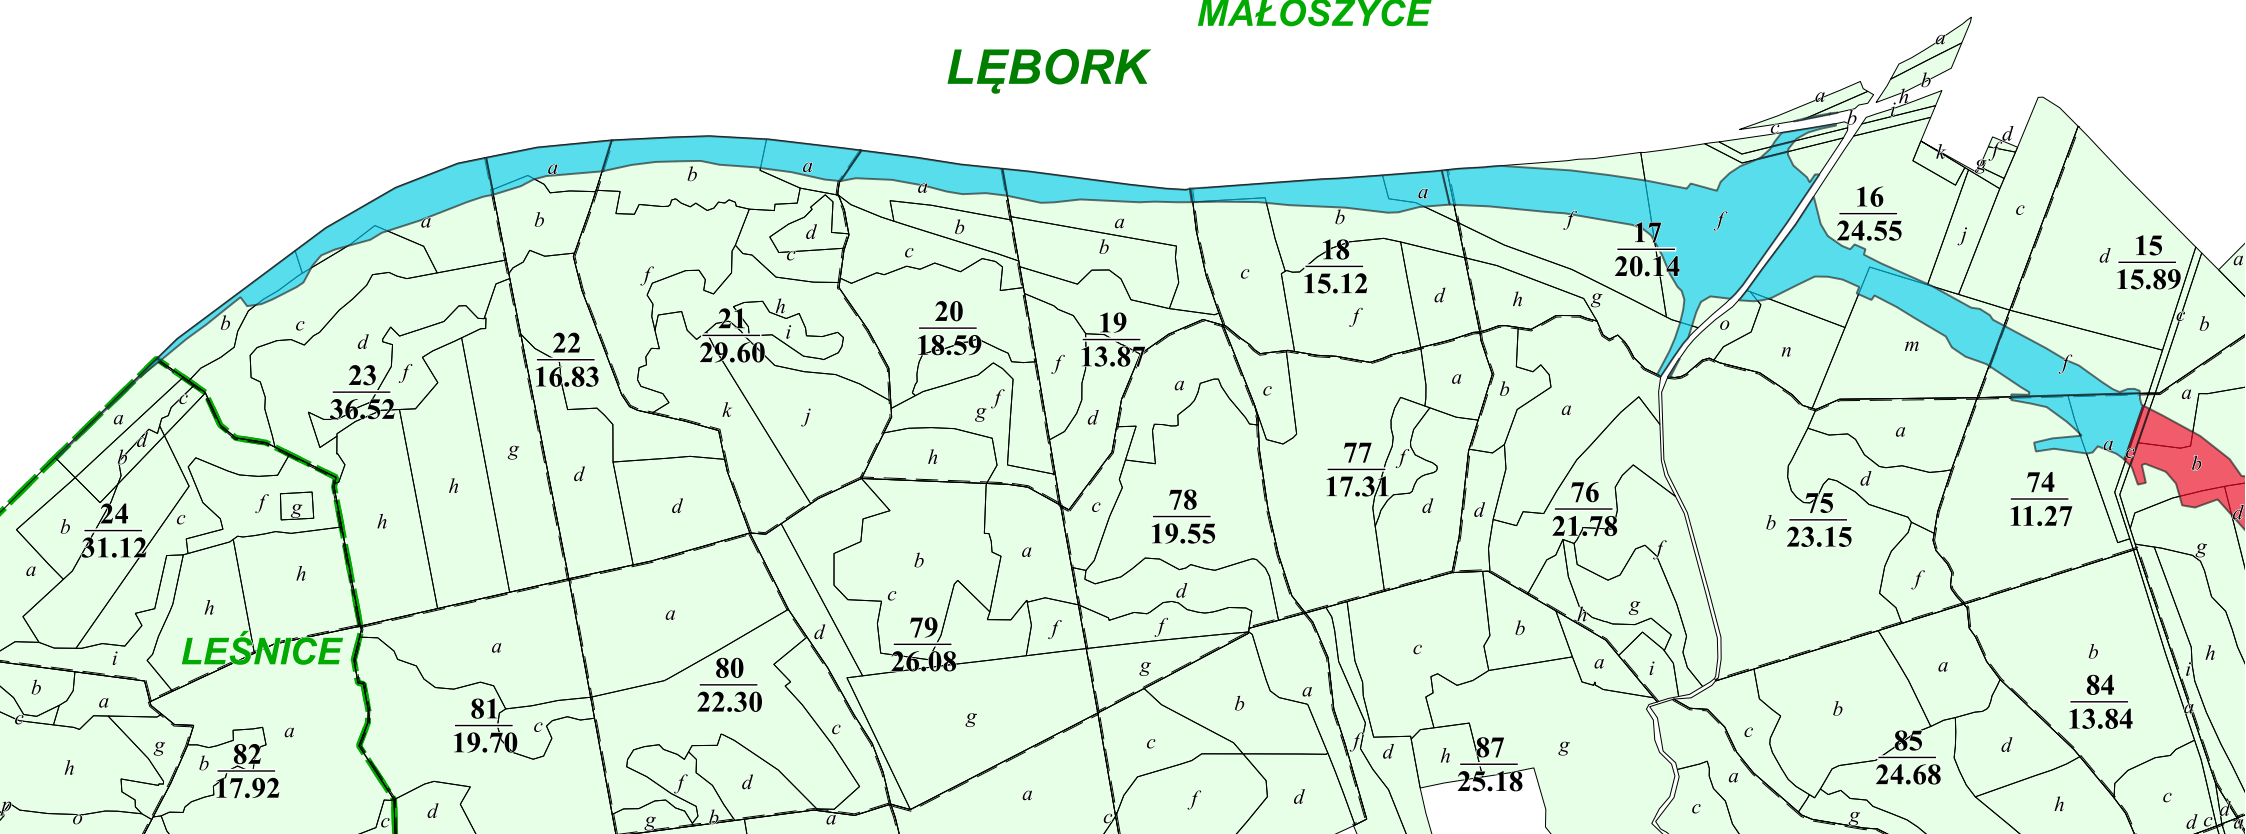 MAŁOSZYCE
LĘBORK
a
b
a
h
i
b
c
d
f
k
g
a
b
a
a
a
a
f
f
16
24.55
c
j
d
15
15.89
a
b
d
c
b
a
b
c
b
18
15.12
c
17
20.14
a
b
c
d
f
h
i
21
29.60
20
18.59
19
13.87
d
h
g
f
o
n
m
f
c
b
23
36.52
f
22
16.83
f
g
f
a
c
a
b
a
a
a
b
d
c
a
b
g
k
j
d
h
77
17.31
f
d
d
76
21.78
b
75
23.15
d
74
11.27
a
c
b
d
24
31.12
b
c
f
g
h
h
d
d
c
78
19.55
a
b
c
d
f
g
f
g
h
a
h
h
LEŚNICE
i
a
a
d
79
26.08
f
f
g
b
a
c
b
a
i
h
b
h
i
84
13.84
a
b
a
c
81
19.70
c
80
22.30
c
g
b
a
f
87
25.18
h
g
d
c
b
a
85
24.68
d
g
h
a
b
82
17.92
f
d
c
a
f
d
c
a
h
c
p
o
c
d
g
b
a
c
c
g
d
c
d
a